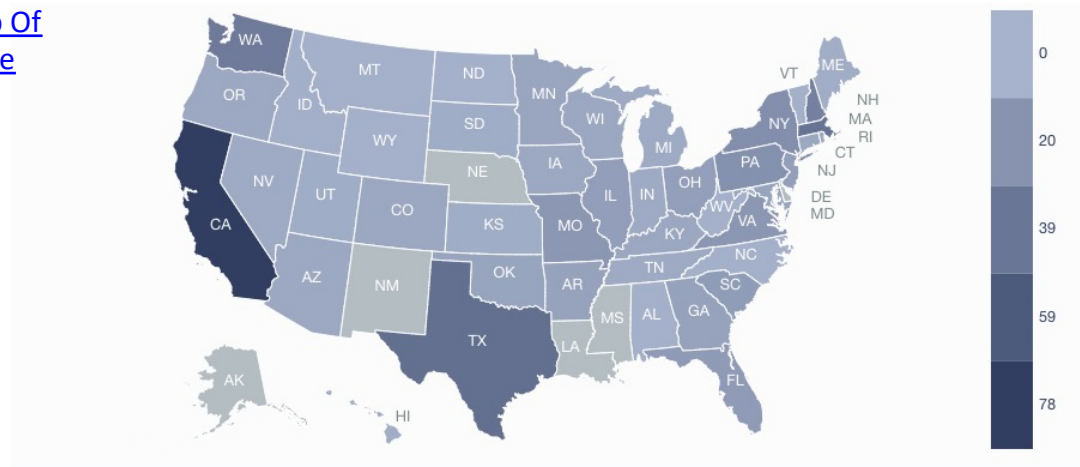 Of
e
WA
MT
ND
MN
VT
ME
OR
ID
SD
WI
NH
MA
NY
RI
WY
MI
CT
IA
PA
NE
NJ
NV
UT
CO
IL
IN
OH
DE
MD
WV
VA
CA
KS
MO
KY
NC
AZ
NM
OK
TN
AR
SC
MS
AL
GA
TX
LA
AK
FL
HI
0
20
39
59
78